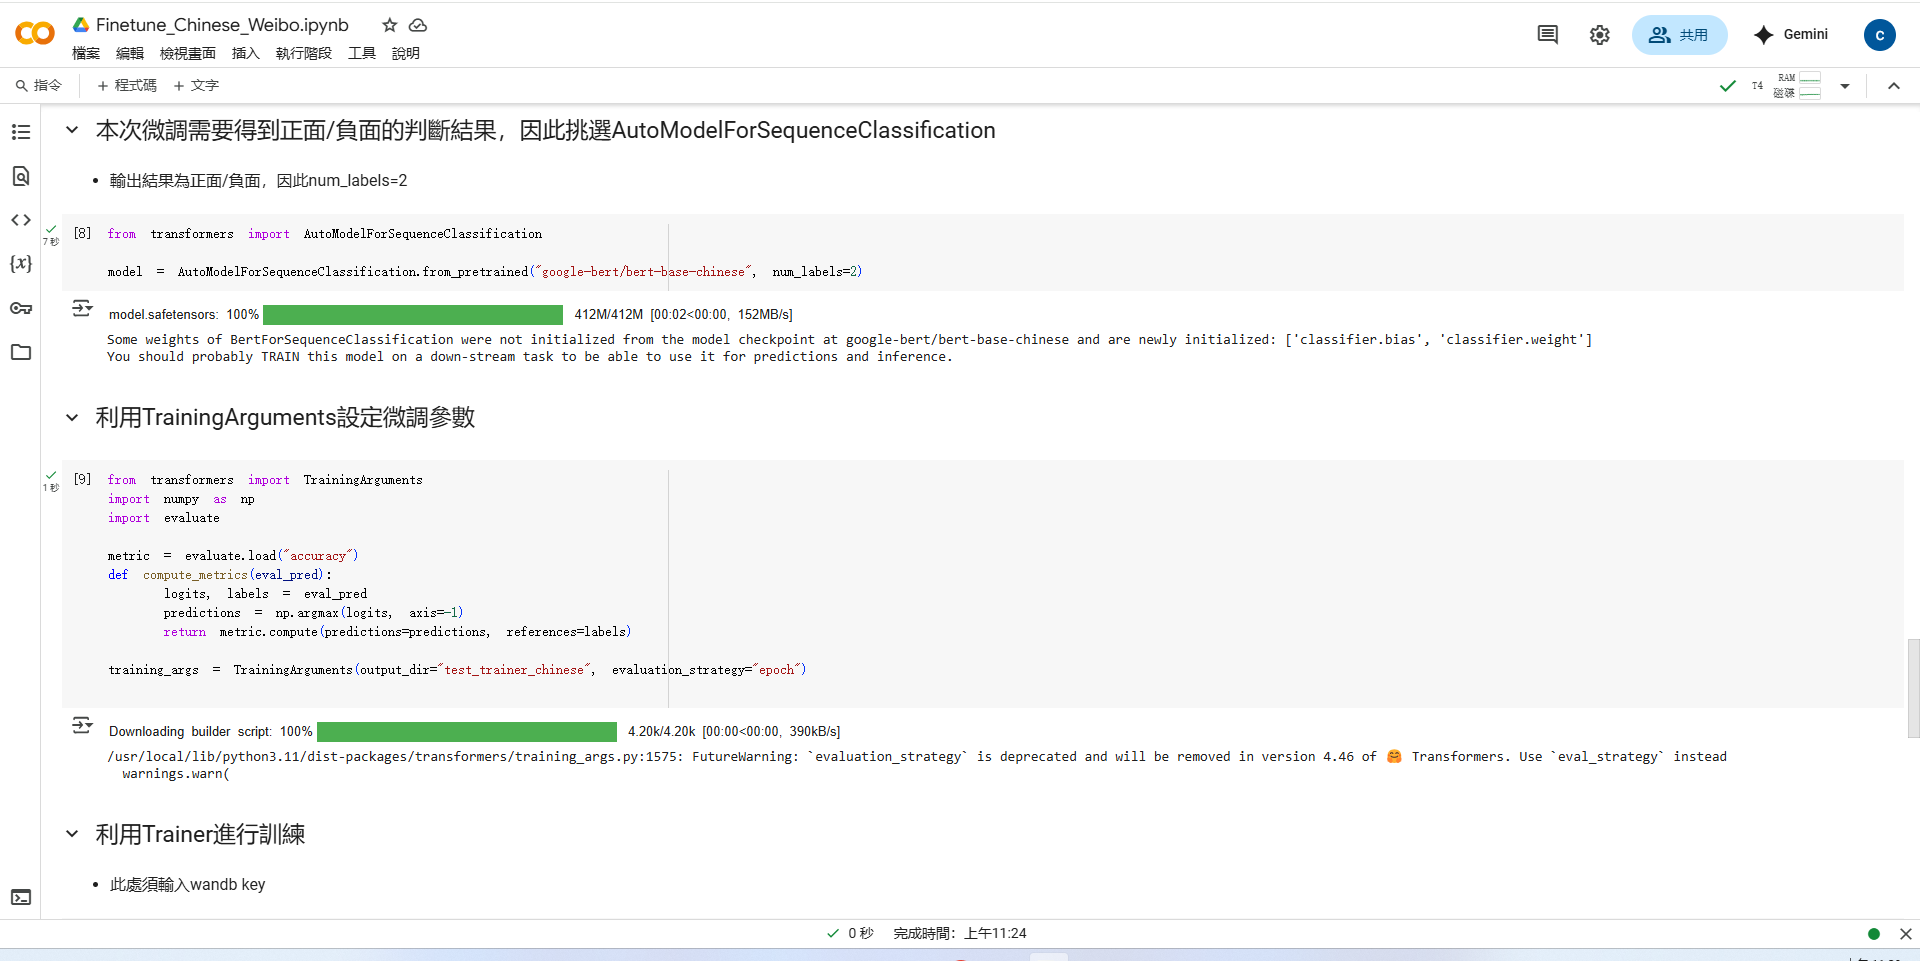 Finetune_Chinese_Weibo.ipynb
檔案 編輯 檢視畫面 插入 執行階段 工具 說明
共用
Gemini
C
指令 + 程式碼 + 文字
T4 RAM 磁碟
本次微調需要得到正面/負面的判斷結果，因此挑選AutoModelForSequenceClassification
• 輸出結果為正面/負面，因此num_labels=2
7 秒
[8] from transformers import AutoModelForSequenceClassification
model = AutoModelForSequenceClassification.from_pretrained("google-bert/bert-base-chinese", num_labels=2)
model.safetensors: 100% 412M/412M [00:02<00:00, 152MB/s]
Some weights of BertForSequenceClassification were not initialized from the model checkpoint at google-bert/bert-base-chinese and are newly initialized: ['classifier.bias', 'classifier.weight']
You should probably TRAIN this model on a down-stream task to be able to use it for predictions and inference.
利用TrainingArguments設定微調參數
1 秒
[9] from transformers import TrainingArguments
import numpy as np
import evaluate
metric = evaluate.load("accuracy")
def compute_metrics(eval_pred):
logits, labels = eval_pred
predictions = np.argmax(logits, axis=-1)
return metric.compute(predictions=predictions, references=labels)
training_args = TrainingArguments(output_dir="test_trainer_chinese", evaluation_strategy="epoch")
Downloading builder script: 100% 4.20k/4.20k [00:00<00:00, 390kB/s]
/usr/local/lib/python3.11/dist-packages/transformers/training_args.py:1575: FutureWarning: `evaluation_strategy` is deprecated and will be removed in version 4.46 of 🤗 Transformers. Use `eval_strategy` instead
warnings.warn(
利用Trainer進行訓練
• 此處須輸入wandb key
0 秒 完成時間：上午11:24